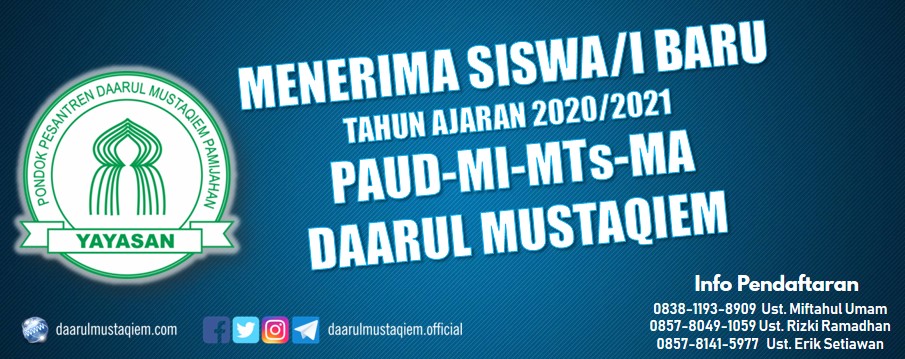 PONDOK PESANTREN DAARUL MUSTAQIEM PAMIJAHAN
YAYASAN
MENERIMA SISWA/I BARU
TAHUN AJARAN 2020/2021
PAUD-MI-MTs-MA
DAARUL MUSTAQIEM
Info Pendaftaran
0838-1193-8909 Ust. Miftahul Umam
0857-8049-1059 Ust. Rizki Ramadhan
0857-8141-5977 Ust. Erik Setiawan
daarulmustaqiem.com
daarulmustaqiem.official